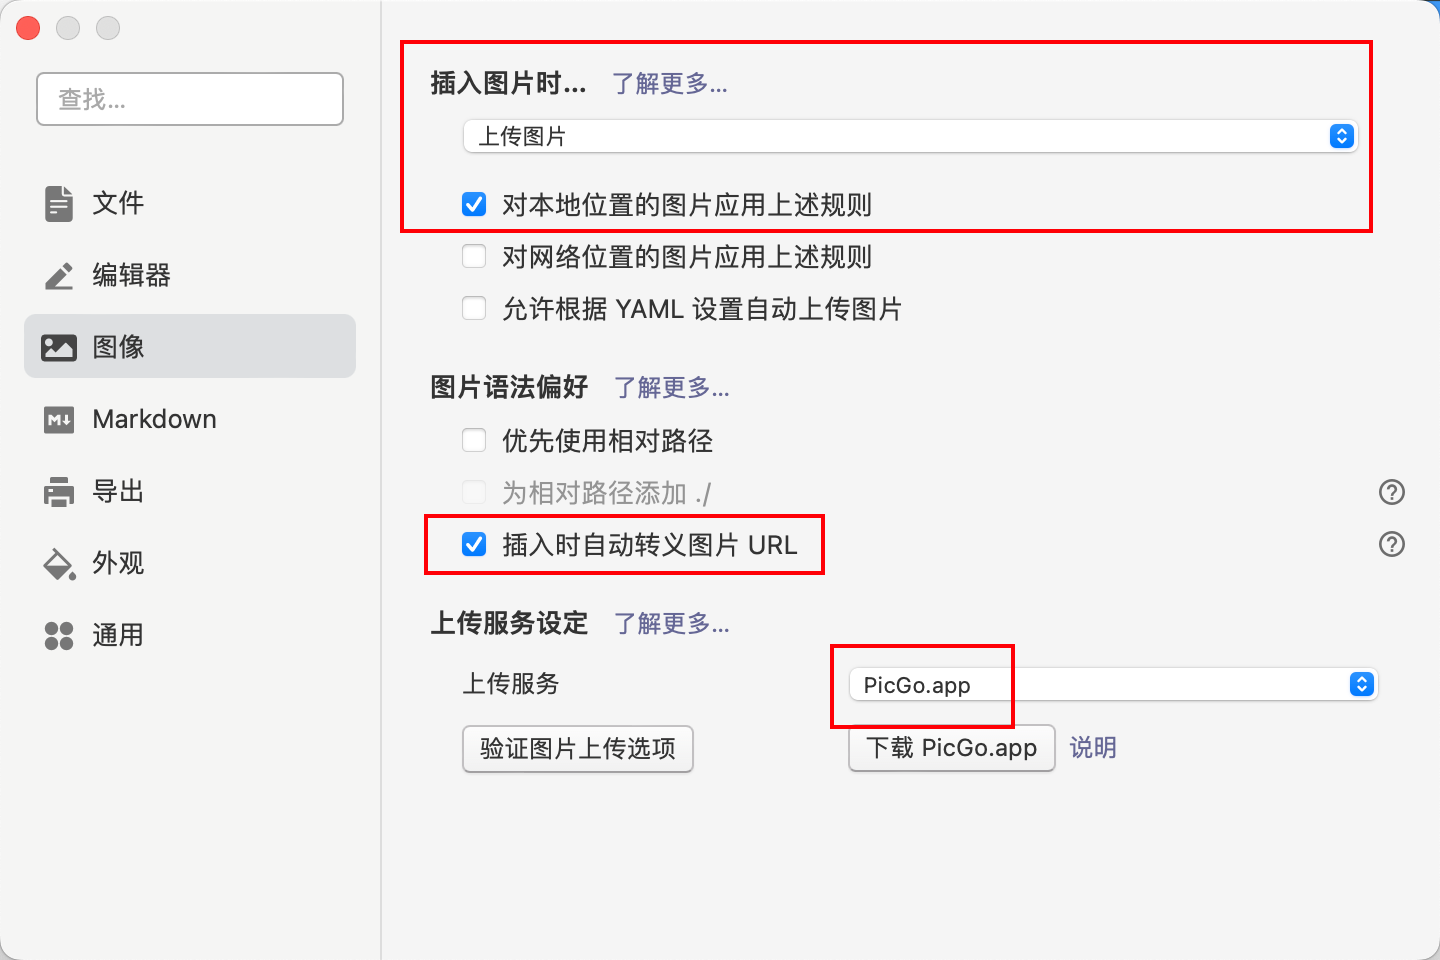 查找...
文件
编辑器
图像
Markdown
导出
外观
通用
插入图片时... 了解更多...
上传图片
对本地位置的图片应用上述规则
对网络位置的图片应用上述规则
允许根据 YAML 设置自动上传图片
图片语法偏好 了解更多...
优先使用相对路径
为相对路径添加 ./
插入时自动转义图片 URL
上传服务设定 了解更多...
上传服务 PicGo.app
验证图片上传选项 下载 PicGo.app 说明